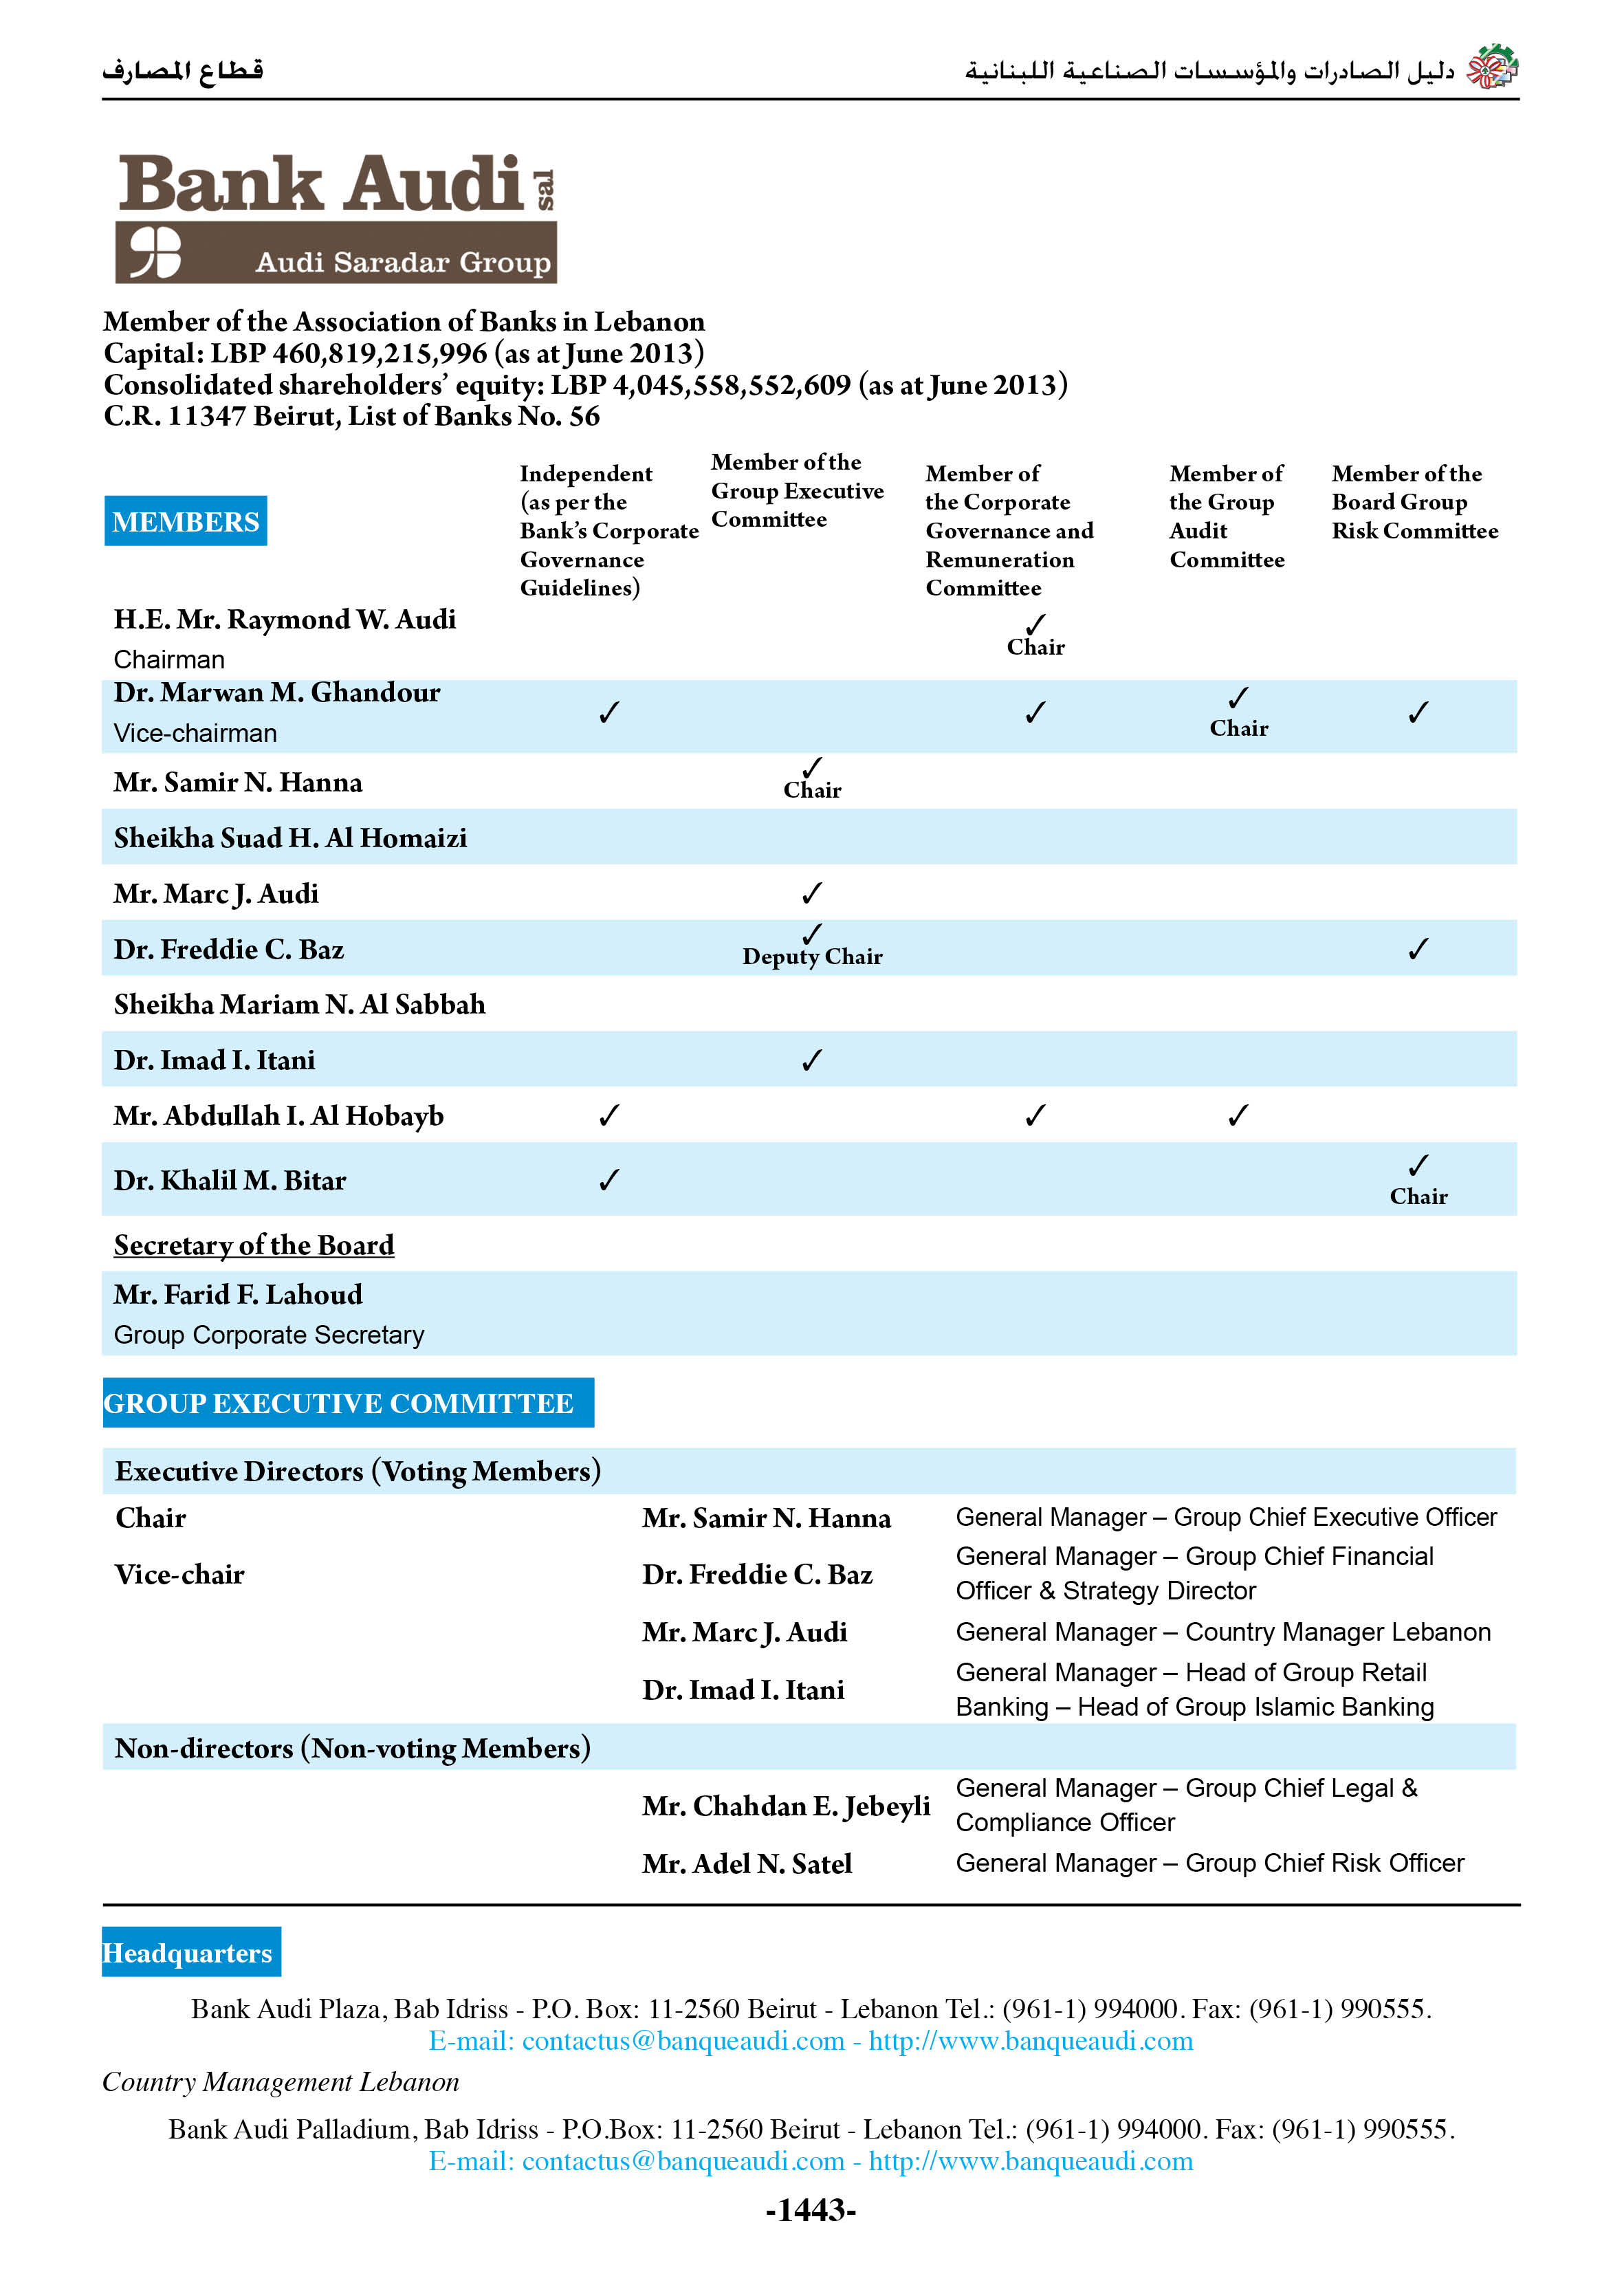 قطاع المصارف
دليل الصادرات والمؤسسات الصناعية اللبنانية
Bank Audi sal
Audi Saradar Group
Member of the Association of Banks in Lebanon
Capital: LBP 460,819,215,996 (as at June 2013)
Consolidated shareholders’ equity: LBP 4,045,558,552,609 (as at June 2013)
C.R. 11347 Beirut, List of Banks No. 56
MEMBERS
Independent
(as per the
Bank’s Corporate
Governance
Guidelines)
Member of the
Group Executive
Committee
Member of
the Corporate
Governance and
Remuneration
Committee
Member of
the Group
Audit
Committee
Member of the
Board Group
Risk Committee
H.E. Mr. Raymond W. Audi ✓
Chairman Chair
Dr. Marwan M. Ghandour ✓ ✓ ✓ ✓
Vice-chairman Chair
Mr. Samir N. Hanna ✓
Chair
Sheikha Suad H. Al Homaizi
Mr. Marc J. Audi ✓
Dr. Freddie C. Baz ✓ ✓
Deputy Chair
Sheikha Mariam N. Al Sabbah
Dr. Imad I. Itani ✓
Mr. Abdullah I. Al Hobayb ✓ ✓ ✓
Dr. Khalil M. Bitar ✓ ✓
Chair
Secretary of the Board
Mr. Farid F. Lahoud
Group Corporate Secretary
GROUP EXECUTIVE COMMITTEE
Executive Directors (Voting Members)
Chair Mr. Samir N. Hanna General Manager – Group Chief Executive Officer
Vice-chair Dr. Freddie C. Baz General Manager – Group Chief Financial
Officer & Strategy Director
Mr. Marc J. Audi General Manager – Country Manager Lebanon
Dr. Imad I. Itani General Manager – Head of Group Retail
Banking – Head of Group Islamic Banking
Non-directors (Non-voting Members)
Mr. Chahdan E. Jebeyli General Manager – Group Chief Legal &
Compliance Officer
Mr. Adel N. Satel General Manager – Group Chief Risk Officer
Headquarters
Bank Audi Plaza, Bab Idriss - P.O. Box: 11-2560 Beirut - Lebanon Tel.: (961-1) 994000. Fax: (961-1) 990555.
E-mail: contactus@banqueaudi.com - http://www.banqueaudi.com
Country Management Lebanon
Bank Audi Palladium, Bab Idriss - P.O.Box: 11-2560 Beirut - Lebanon Tel.: (961-1) 994000. Fax: (961-1) 990555.
E-mail: contactus@banqueaudi.com - http://www.banqueaudi.com
-1443-